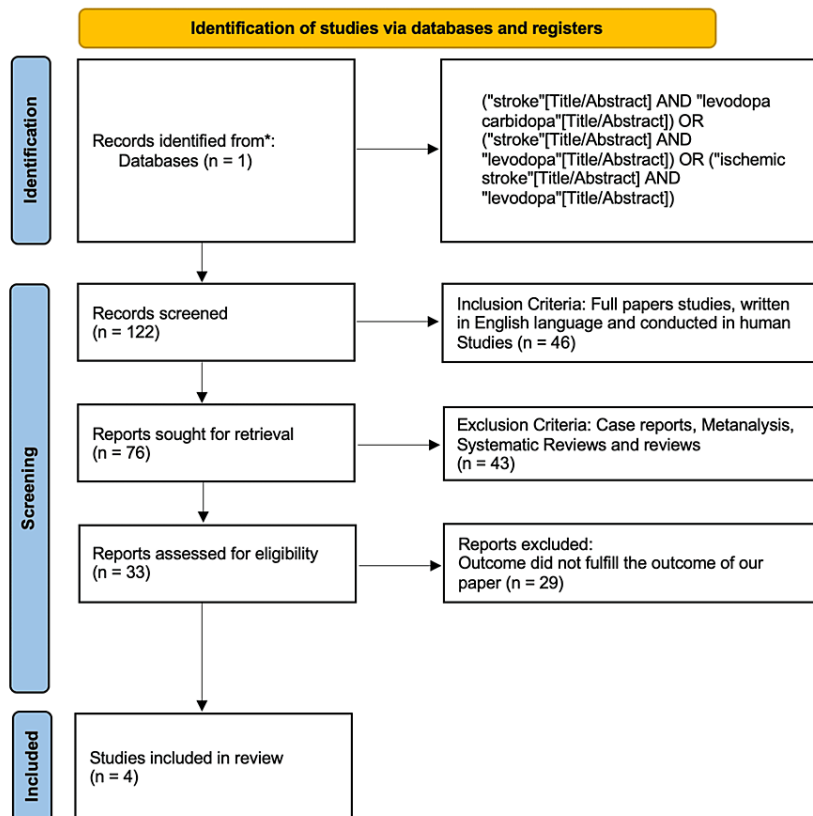 Identification of studies via databases and registers
Identification
Records identified from*:
Databases (n = 1)
("stroke"[Title/Abstract] AND "levodopa
carbidopa"[Title/Abstract]) OR
("stroke"[Title/Abstract] AND
"levodopa"[Title/Abstract]) OR ("ischemic
stroke"[Title/Abstract] AND
"levodopa"[Title/Abstract])
Screening
Records screened
(n = 122)
Inclusion Criteria: Full papers studies, written
in English language and conducted in human
Studies (n = 46)
Reports sought for retrieval
(n = 76)
Exclusion Criteria: Case reports, Metanalysis,
Systematic Reviews and reviews
(n = 43)
Reports assessed for eligibility
(n = 33)
Reports excluded:
Outcome did not fulfill the outcome of our
paper (n = 29)
Included
Studies included in review
(n = 4)